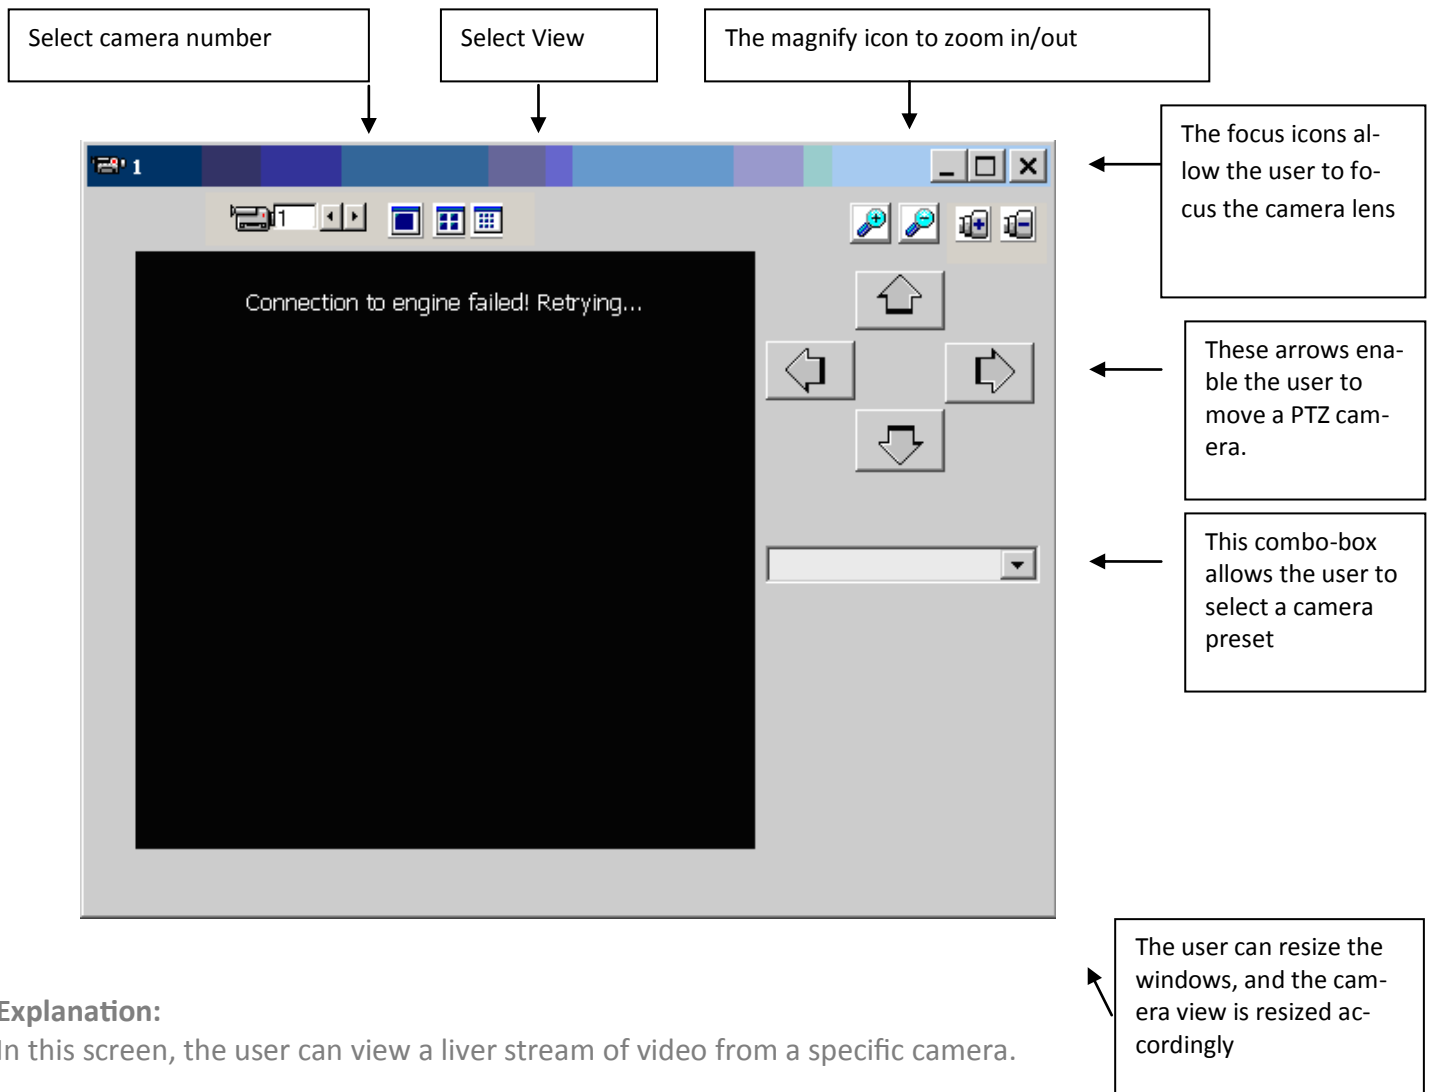 Select camera number
Select View
The magnify icon to zoom in/out
The focus icons al-
low the user to fo-
cus the camera lens
1
1
Connection to engine failed! Retrying...
These arrows ena-
ble the user to
move a PTZ cam-
era.
This combo-box
allows the user to
select a camera
preset
The user can resize the
windows, and the cam-
era view is resized ac-
cordingly
Explanation:
In this screen, the user can view a liver stream of video from a specific camera.